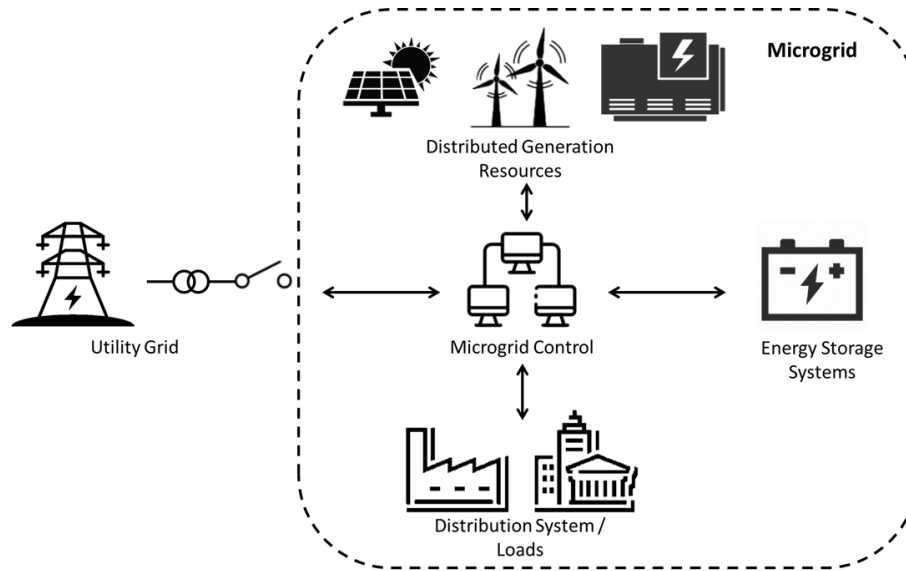 Microgrid
Distributed Generation
Resources
Utility Grid
Microgrid Control
Energy Storage
Systems
Distribution System /
Loads